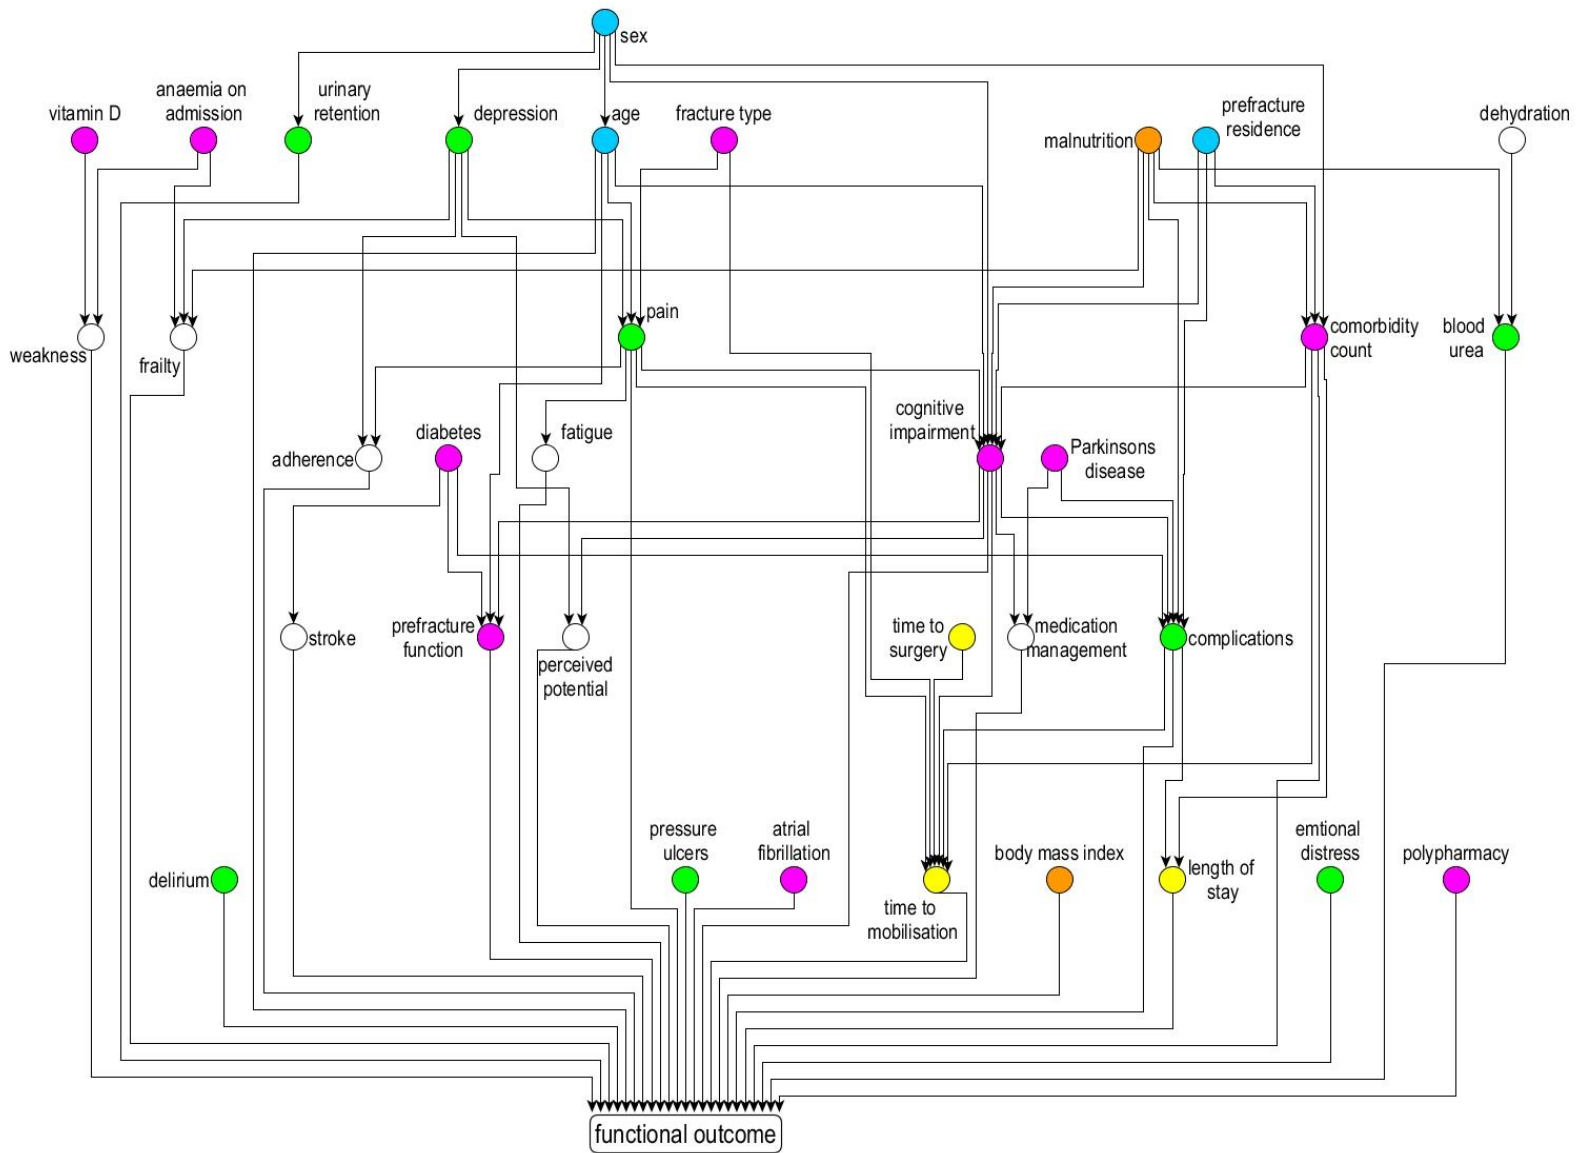 sex
vitamin D
anaemia on
admission
urinary
retention
depression
age
fracture type
malnutrition
prefracture
residence
dehydration
weakness
frailty
pain
comorbidity
count
blood
urea
adherence
diabetes
fatigue
cognitive
impairment
Parkinsons
disease
stroke
prefracture
function
perceived
potential
time to
surgery
medication
management
complications
delirium
pressure
ulcers
atrial
fibrillation
time to
mobilisation
body mass index
length of
stay
emtional
distress
polypharmacy
functional outcome